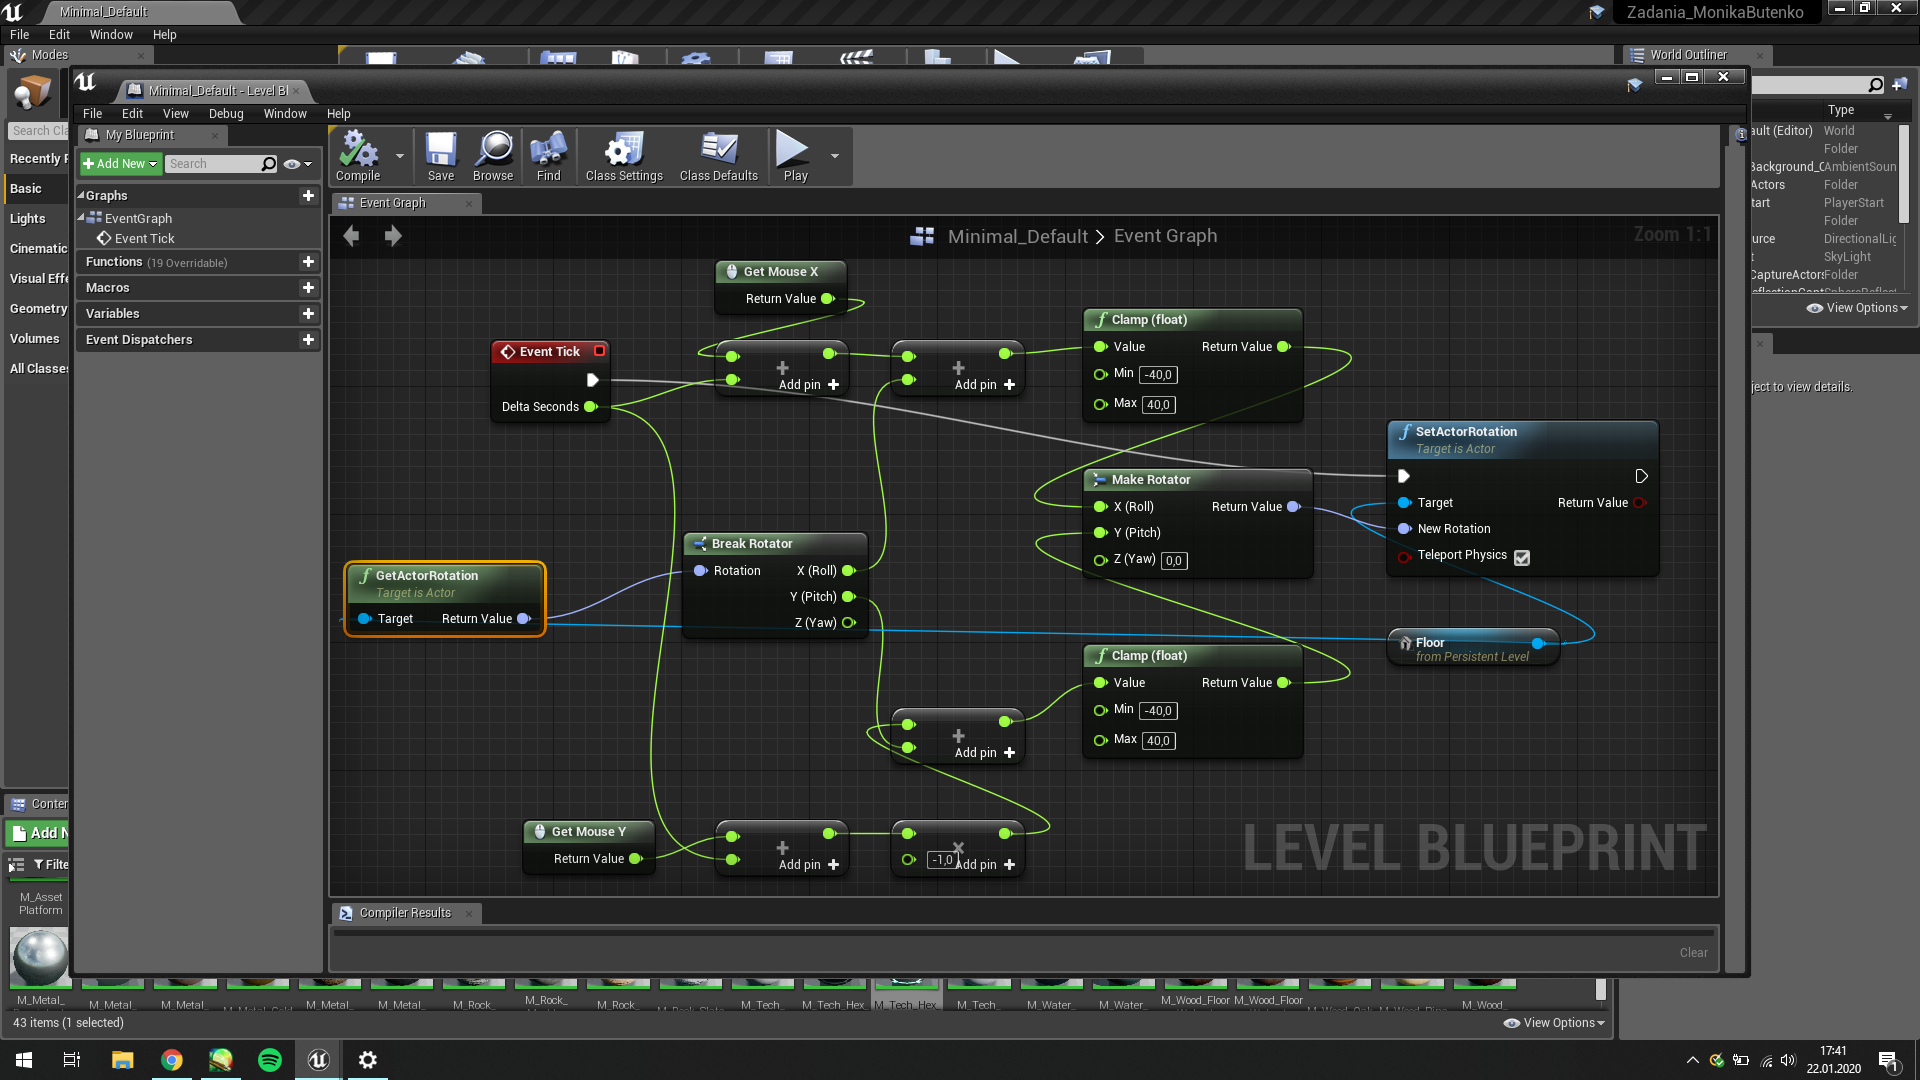 Minimal_Default
Zadania_MonikaButenko
File Edit Window Help
Modes
World Outliner
Minimal_Default - Level Bl
File Edit View Debug Window Help
My Blueprint
Add New
Search
Search Cla
Recently
Basic
Lights
Cinematic
Visual Effe
Geometry
Volumes
All Classes
Graphs
EventGraph
Event Tick
Functions (19 Overridable)
Macros
Variables
Event Dispatchers
Compile
Save
Browse
Find
Class Settings
Class Defaults
Play
Event Graph
Minimal_Default > Event Graph
Zoom 1:1
Get Mouse X
Return Value
Event Tick
Delta Seconds
Add pin
Add pin
Clamp (float)
Value Return Value
Min -40,0
Max 40,0
SetActorRotation
Target is Actor
Target Return Value
New Rotation
Teleport Physics
Make Rotator
X (Roll) Return Value
Y (Pitch)
Z (Yaw) 0,0
Break Rotator
Rotation X (Roll)
Y (Pitch)
Z (Yaw)
GetActorRotation
Target is Actor
Target Return Value
Floor
from Persistent Level
Clamp (float)
Value Return Value
Min -40,0
Max 40,0
Add pin
Get Mouse Y
Return Value
Add pin
-1,0
Add pin
LEVEL BLUEPRINT
Compiler Results
Clear
Type
ault (Editor) World
Folder
Background_ AmbientSoun
Actors Folder
tart PlayerStart
Folder
urce DirectionalLig
t SkyLight
CaptureActors Folder
View Options
ject to view details.
Conten
Add N
Filte
M_Asset
Platform
M_Metal_
M_Metal_
M_Metal_
M_Metal_
M_Metal_
M_Rock_
M_Rock_
M_Rock_
M_Tech_
M_Tech_Hex_
M_Tech_Hex_
M_Tech_
M_Water_
M_Water_
M_Wood_Floor
M_Wood_Floor
M_Wood_
43 items (1 selected)
View Options
17:41
22.01.2020
1